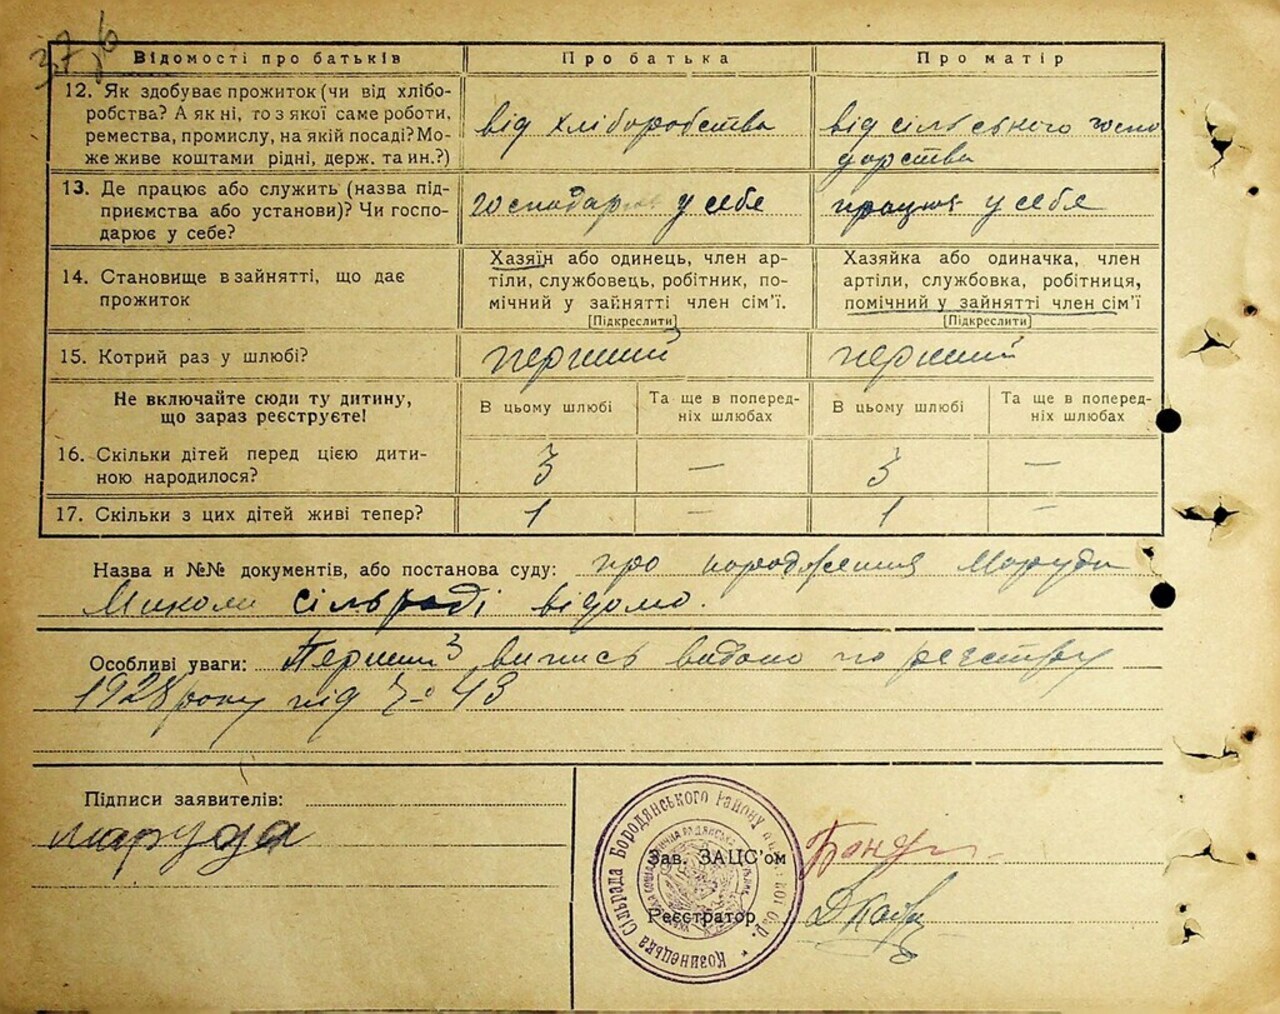 37
Відомості про батьків
Про батька
Про матір
12. Як здобуває прожиток (чи від хлібо-
робства? А як ні, то з якої саме роботи,
ремества, промислу, на якій посаді? Мо-
же живе коштами рідні, держ. та ин.?)
від хліборобства
від сільського госпо
дарства
13. Де працює або служить (назва під-
приємства або установи)? Чи госпо-
дарює у себе?
господарює у себе
працює у себе
14. Становище в зайнятті, що дає
прожиток
Хазяїн або одинець, член ар-
тіли, службовець, робітник, по-
мічний у зайнятті член сім'ї.
[Підкреслити]
Хазяйка або одиначка, член
артіли, службовка, робітниця,
помічний у зайнятті член сім'ї
[Підкреслити]
15. Котрий раз у шлюбі?
перший
перший
Не включайте сюди ту дитину,
що зараз реєструєте!
В цьому шлюбі
Та ще в поперед-
ніх шлюбах
В цьому шлюбі
Та ще в поперед-
ніх шлюбах
16. Скільки дітей перед цією дити-
ною народилося?
3
—
3
—
17. Скільки з цих дітей живі тепер?
1
—
1
—
Назва и №№ документів, або постанова суду: про народження Маруди
Миколи сільраді відомо.
Особливі уваги: Перший випись видано по реєстру
1928 року під № 43
Підписи заявителів:
Маруда
Козинецька Сільрада Бородянського Району
Зав. ЗАЦС'ом
Реєстратор